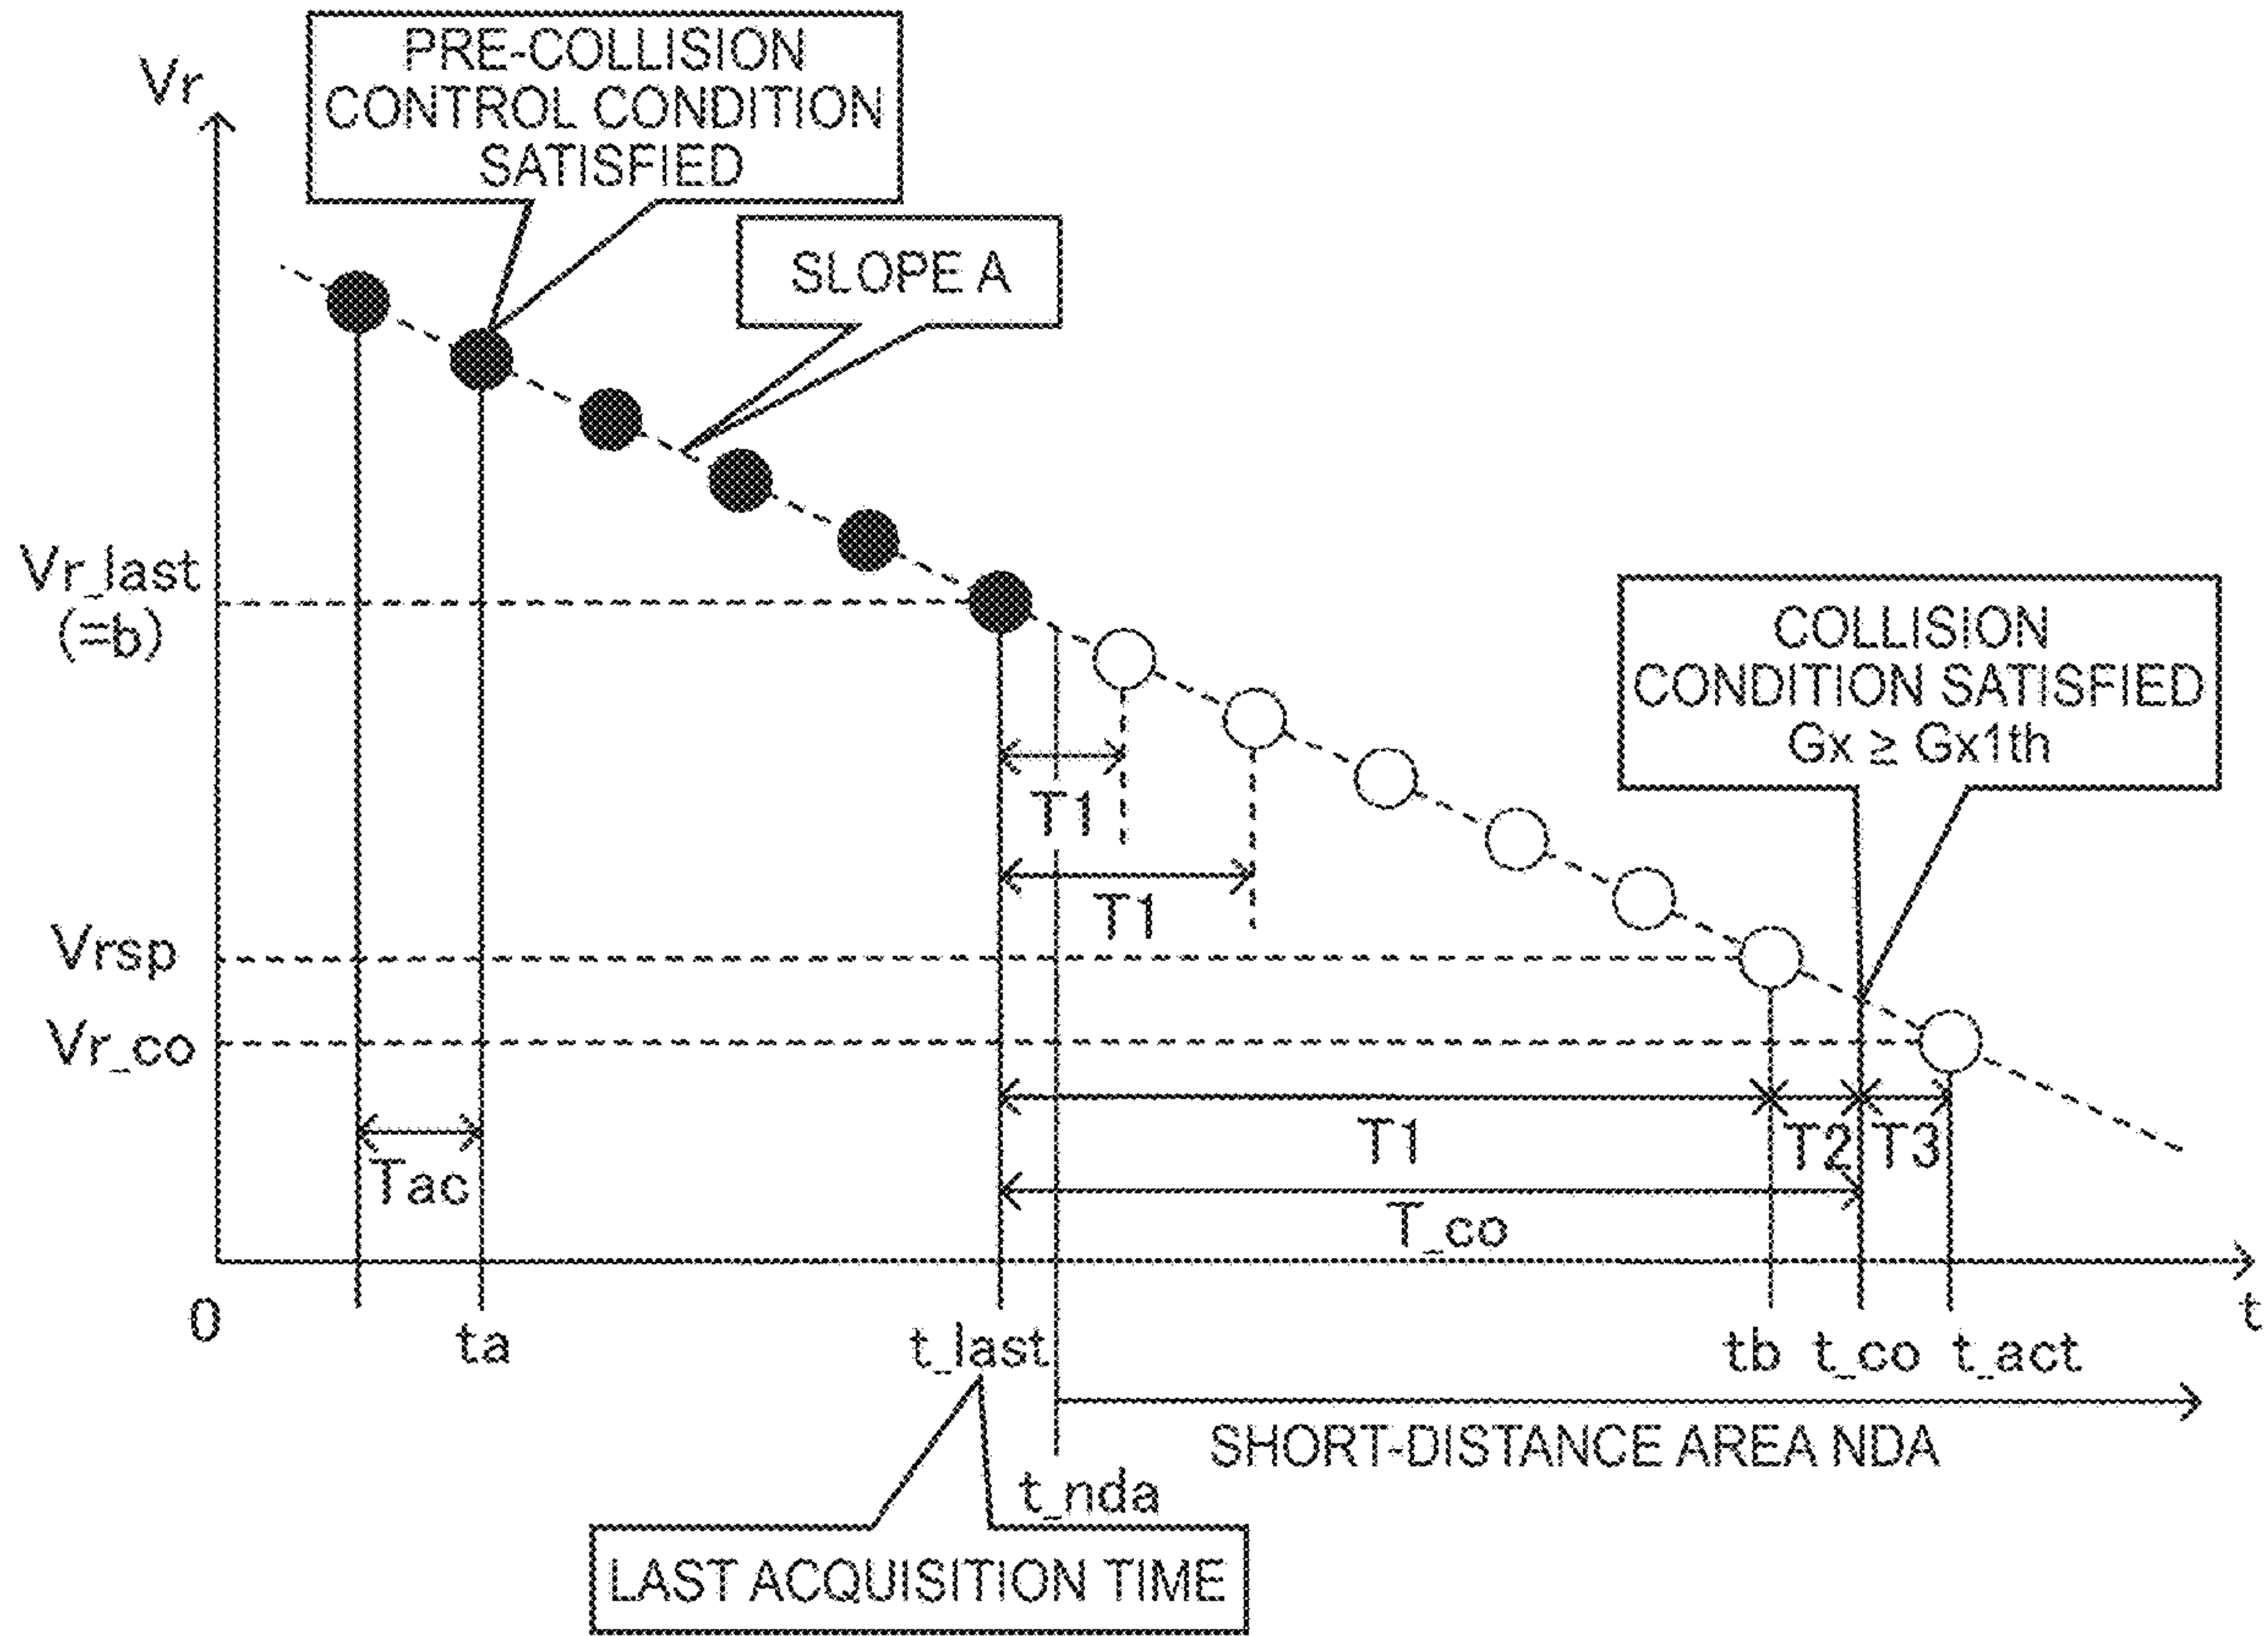 Vr
PRE-COLLISION
CONTROL CONDITION
SATISFIED
SLOPE A
Vr_last
(=b)
COLLISION
CONDITION SATISFIED
Gx ≥ Gx1th
T1
T1
Vrsp
Vr_co
T1
T2
T3
Tac
T_co
0
ta
t_last
tb
t_co
t_act
t
SHORT-DISTANCE AREA NDA
t_nda
LAST ACQUISITION TIME